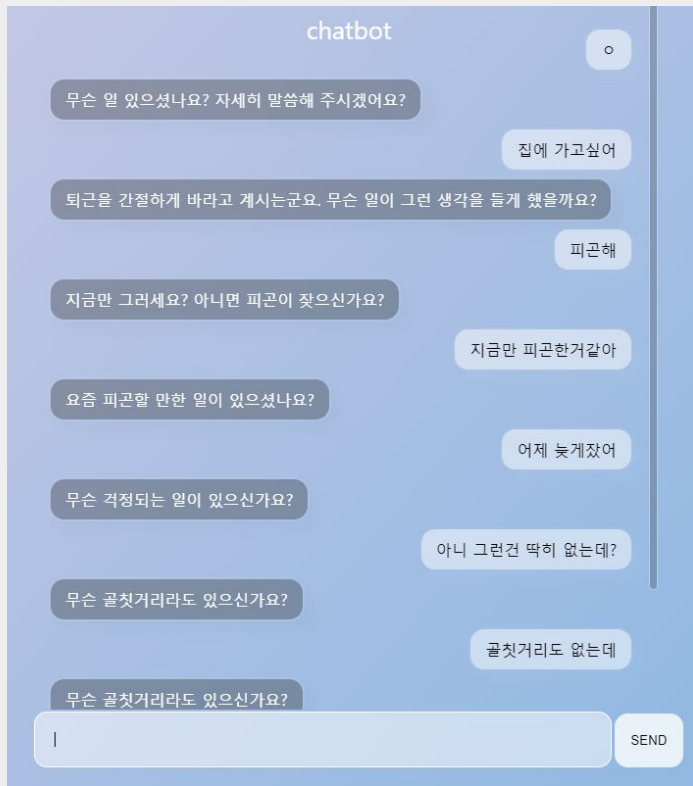 chatbot
ㅇ
무슨 일 있으셨나요? 자세히 말씀해 주시겠어요?
집에 가고싶어
퇴근을 간절하게 바라고 계시는군요. 무슨 일이 그런 생각을 들게 했을까요?
피곤해
지금만 그러세요? 아니면 피곤이 잦으신가요?
지금만 피곤한거같아
요즘 피곤할 만한 일이 있으셨나요?
어제 늦게잤어
무슨 걱정되는 일이 있으신가요?
아니 그런건 딱히 없는데?
무슨 골칫거리라도 있으신가요?
골칫거리도 없는데
무슨 골칫거리라도 있으신가요?
SEND